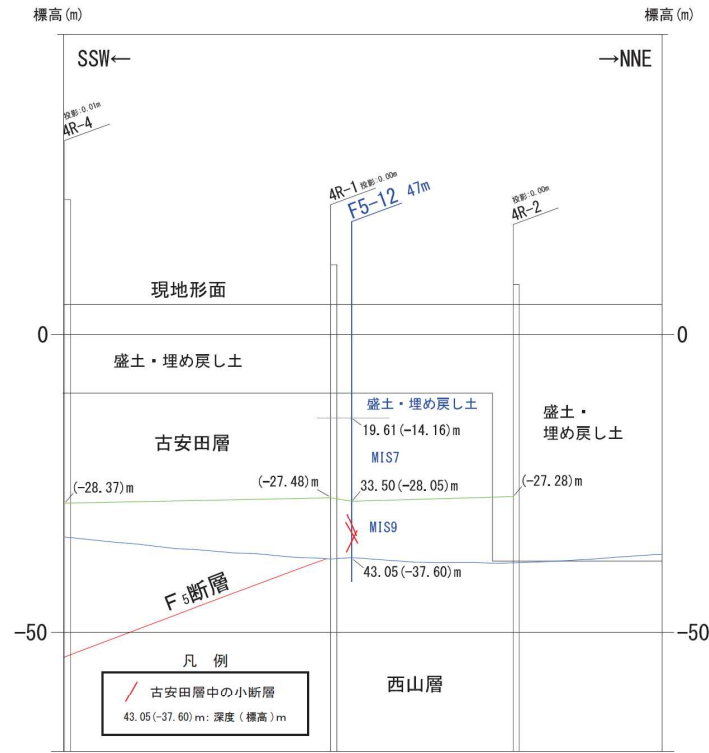 標高(m)
標高(m)
SSW←
→NNE
投影:0.01m
4R-4
4R-1 投影:0.00m
F5-12 47m
投影:0.00m
4R-2
現地形面
0
0
盛土・埋め戻し土
盛土・埋め戻し土
盛土・
埋め戻し土
19.61(-14.16)m
古安田層
MIS7
(-28.37)m
(-27.48)m
33.50(-28.05)m
(-27.28)m
MIS9
43.05(-37.60)m
F5断層
-50
-50
凡 例
古安田層中の小断層
43.05(-37.60)m:深度(標高)m
西山層